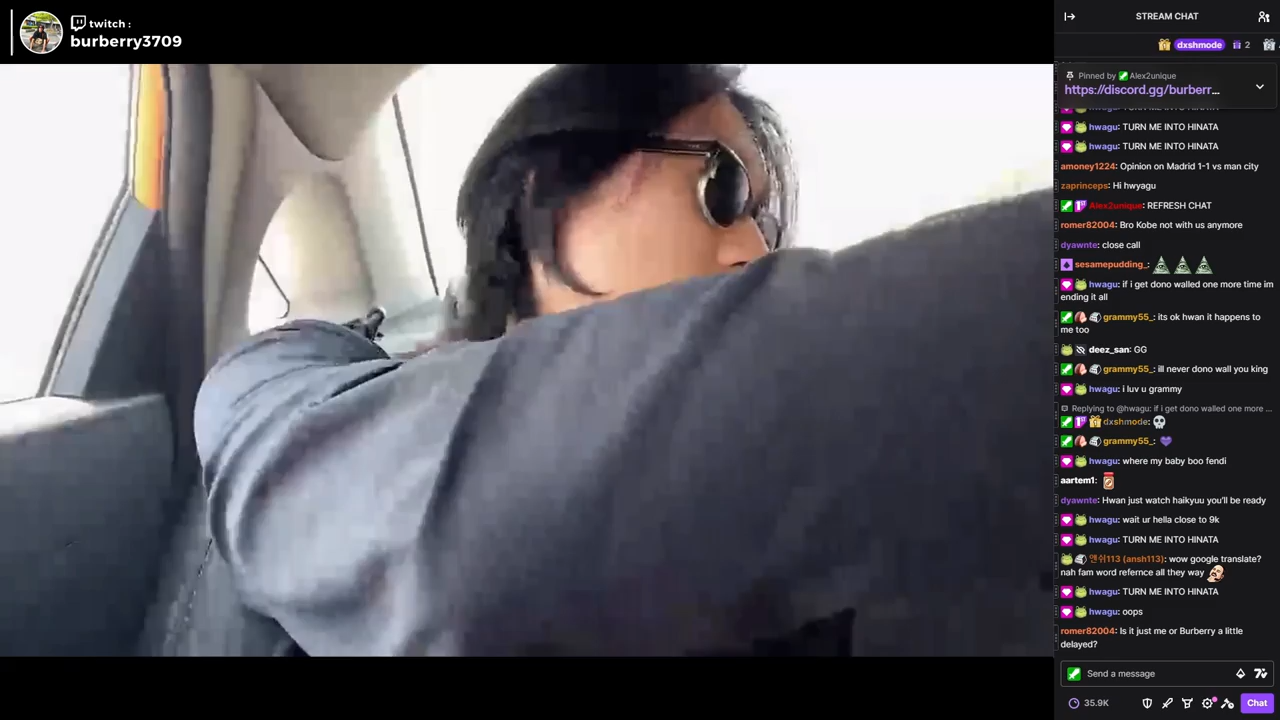 twitch :
burberry3709
STREAM CHAT
dxshmode 2 2
Pinned by Alex2unique
https://discord.gg/burberr...
hwagu: TURN ME INTO HINATA
hwagu: TURN ME INTO HINATA
hwagu: TURN ME INTO HINATA
amoney1224: Opinion on Madrid 1-1 vs man city
zaprinceps: Hi hwyagu
Alex2unique: REFRESH CHAT
romer82004: Bro Kobe not with us anymore
dyawnte: close call
sesamepudding_:
hwagu: if i get dono walled one more time im
ending it all
grammy55_: its ok hwan it happens to
me too
deez_san: GG
grammy55_: ill never dono wall you king
hwagu: i luv u grammy
Replying to @hwagu: if i get dono walled one more ...
dxshmode:
grammy55_:
hwagu: where my baby boo fendi
aartem1:
dyawnte: Hwan just watch haikyuu you'll be ready
hwagu: wait ur hella close to 9k
hwagu: TURN ME INTO HINATA
앤쉬113 (ansh113): wow google translate?
nah fam word refernce all they way
hwagu: TURN ME INTO HINATA
hwagu: oops
romer82004: Is it just me or Burberry a little
delayed?
Send a message
35.9K
Chat